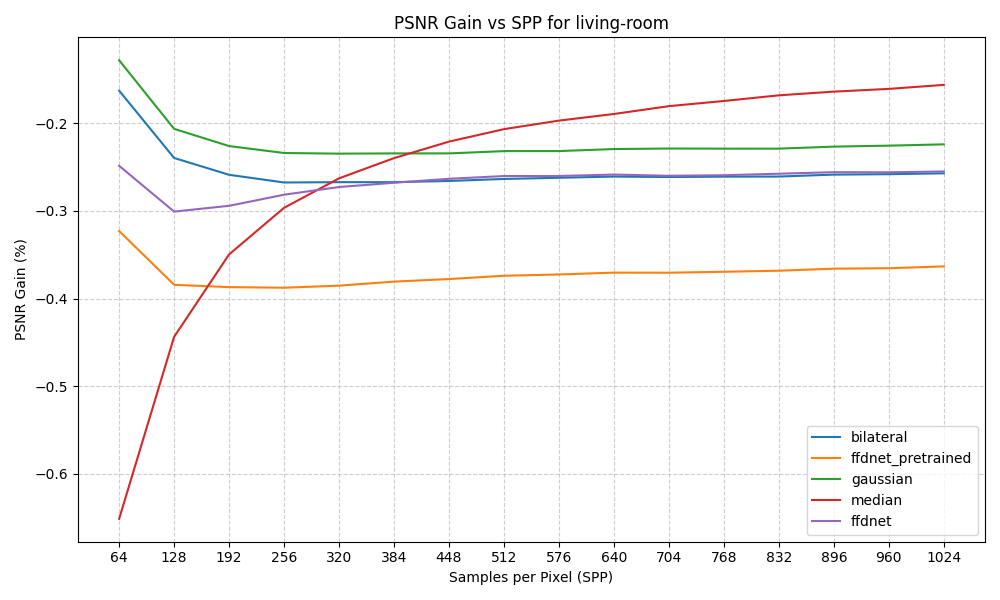 PSNR Gain vs SPP for living-room
PSNR Gain (%)
−0.2
−0.3
−0.4
−0.5
−0.6
64 128 192 256 320 384 448 512 576 640 704 768 832 896 960 1024
Samples per Pixel (SPP)
bilateral
ffdnet_pretrained
gaussian
median
ffdnet